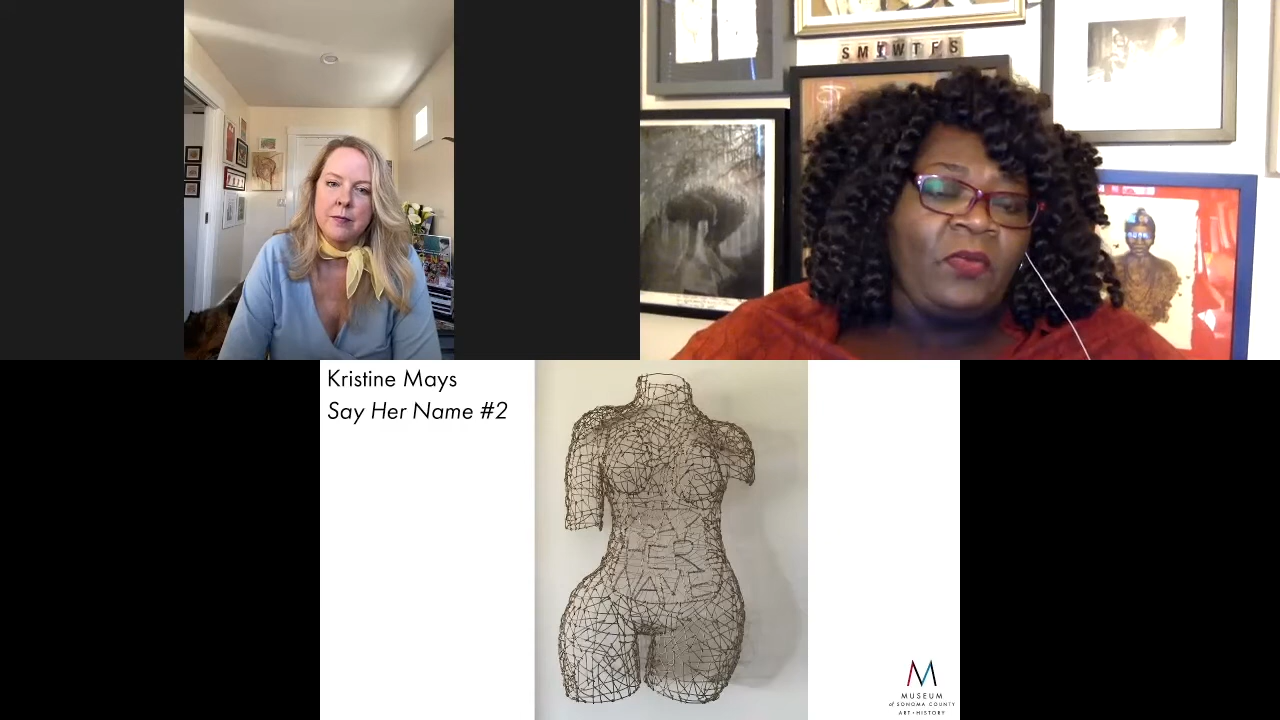 SMTWTFS
Kristine Mays
Say Her Name #2
SAY
HER
NAME
M
MUSEUM
of SONOMA COUNTY
ART • HISTORY